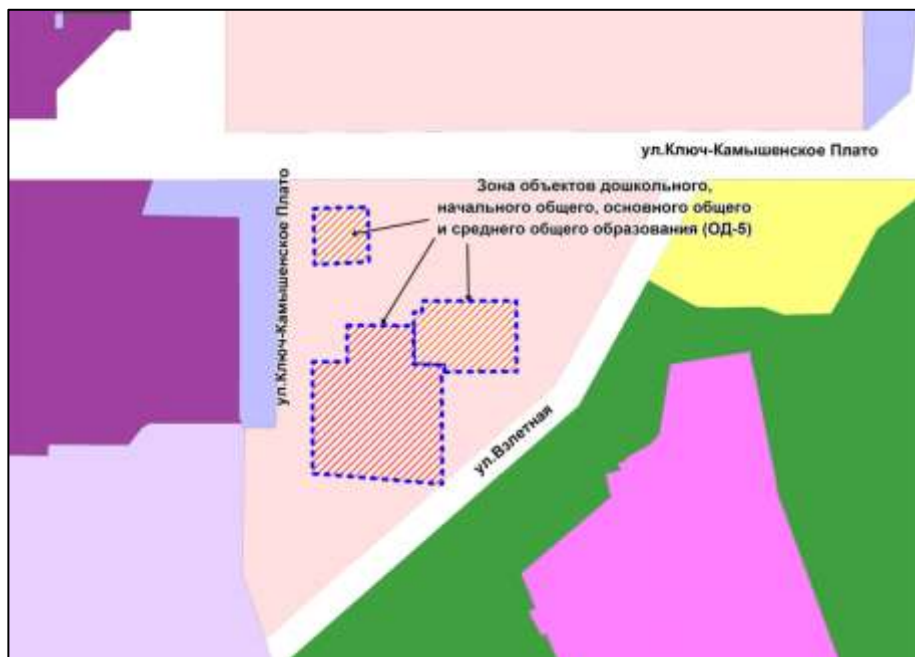 ул.Ключ-Камышенское Плато
Зона объектов дошкольного,
начального общего, основного общего
и среднего общего образования (ОД-5)
ул.Ключ-Камышенское Плато
ул.Взлетная